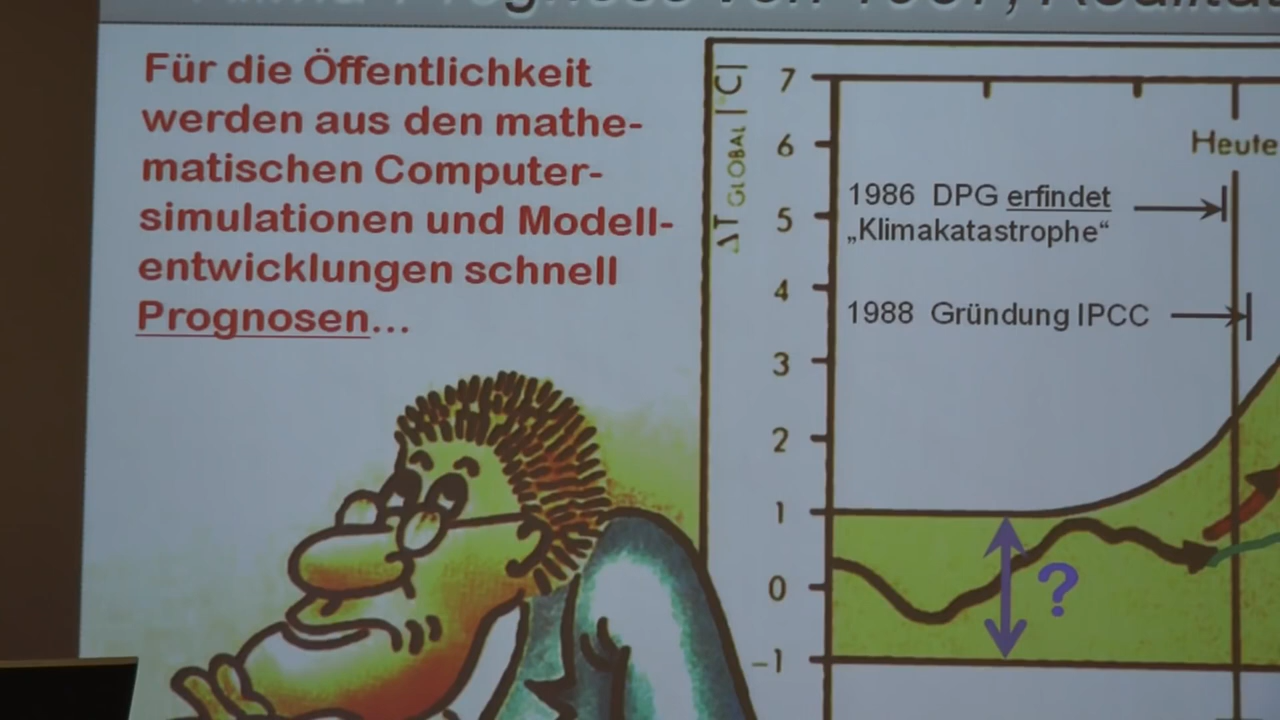 Für die Öffentlichkeit
werden aus den mathe-
matischen Computer-
simulationen und Modell-
entwicklungen schnell
Prognosen...
ΔT GLOBAL | C|
7
6
5
4
3
2
1
0
-1
Heute
1986 DPG erfindet
„Klimakatastrophe“
1988 Gründung IPCC
?